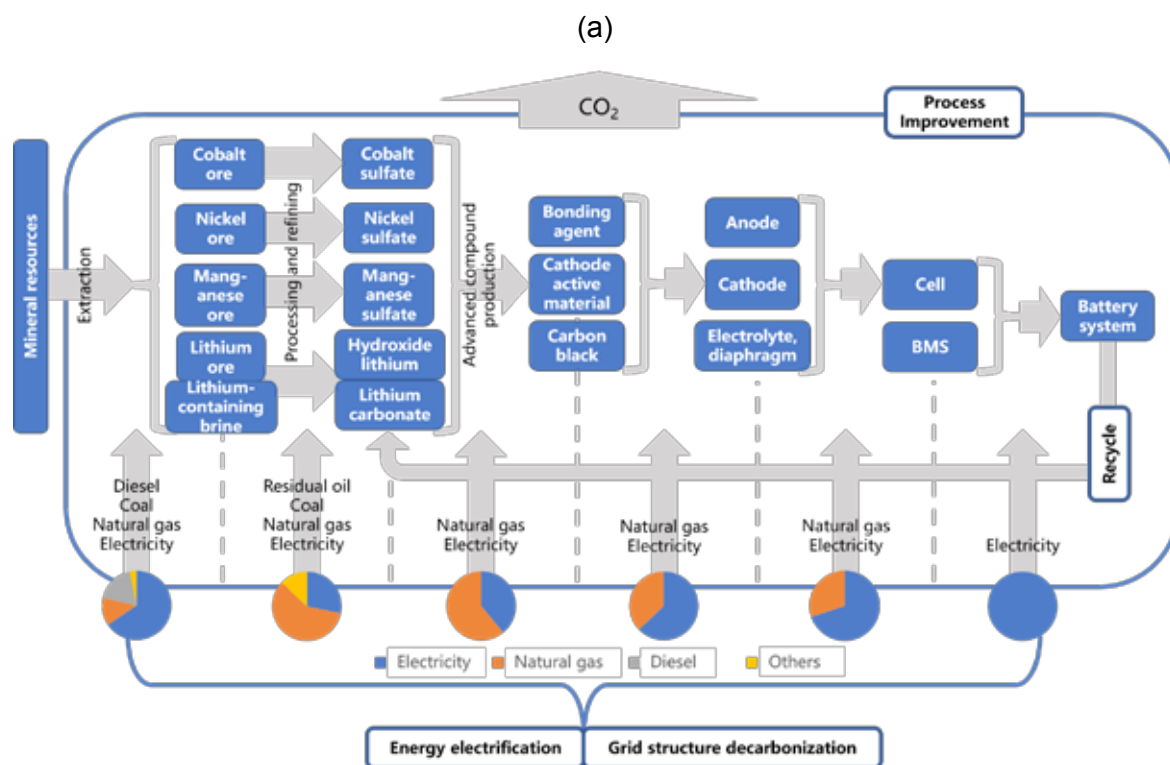 (a)
CO2
Process
Improvement
Mineral resources
Extraction
Cobalt
ore
Nickel
ore
Mang-
anese
ore
Lithium
ore
Lithium-
containing
brine
Processing and refining
Cobalt
sulfate
Nickel
sulfate
Mang-
anese
sulfate
Hydroxide
lithium
Lithium
carbonate
Advanced compound
production
Bonding
agent
Cathode
active
material
Carbon
black
Anode
Cathode
Electrolyte,
diaphragm
Cell
BMS
Battery
system
Recycle
Diesel
Coal
Natural gas
Electricity
Residual oil
Coal
Natural gas
Electricity
Natural gas
Electricity
Natural gas
Electricity
Natural gas
Electricity
Electricity
Electricity
Natural gas
Diesel
Others
Energy electrification
Grid structure decarbonization